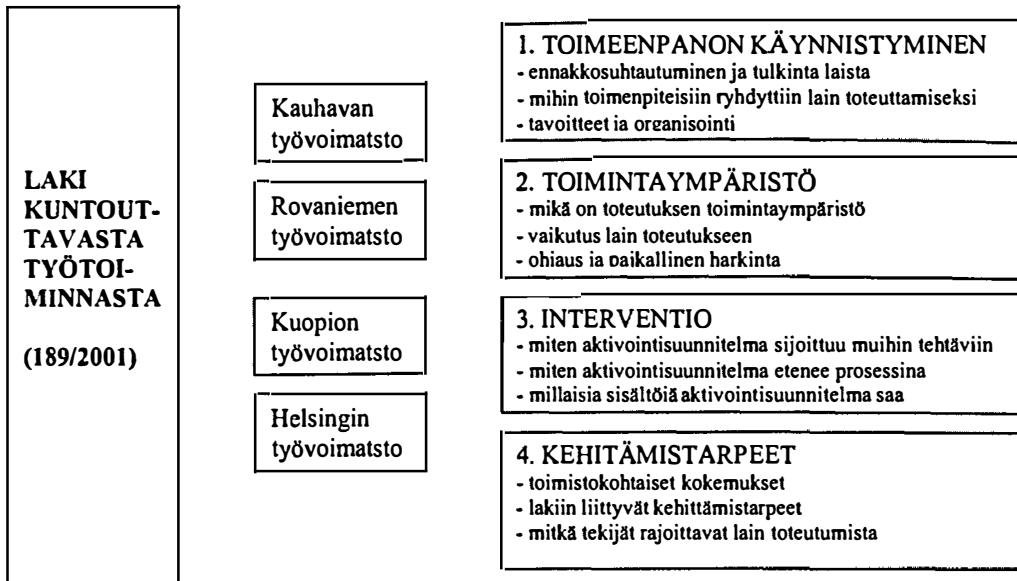 LAKI
KUNTOUT-
TAVASTA
TYÖTOI-
MINNASTA
(189/2001)
Kauhavan
työvoimatsto
Rovaniemen
työvoimatsto
Kuopion
työvoimatsto
Helsingin
työvoimatsto
1. TOIMEENPANON KÄYNNISTYMINEN
- ennakkosuhtautuminen ja tulkinta laista
- mihin toimenpiteisiin ryhdyttiin lain toteuttamiseksi
- tavoitteet ja organisointi
2. TOIMINTAYMPÄRISTÖ
- mikä on toteutuksen toimintaympäristö
- vaikutus lain toteutukseen
- ohjaus ja paikallinen harkinta
3. INTERVENTIO
- miten aktivointisuunnitelma sijoittuu muihin tehtäviin
- miten aktivointisuunnitelma etenee prosessina
- millaisia sisältöjä aktivointisuunnitelma saa
4. KEHITÄMISTARPEET
- toimistokohtaiset kokemukset
- lakiin liittyvät kehittämistarpeet
- mitkä tekijät rajoittavat lain toteutumista